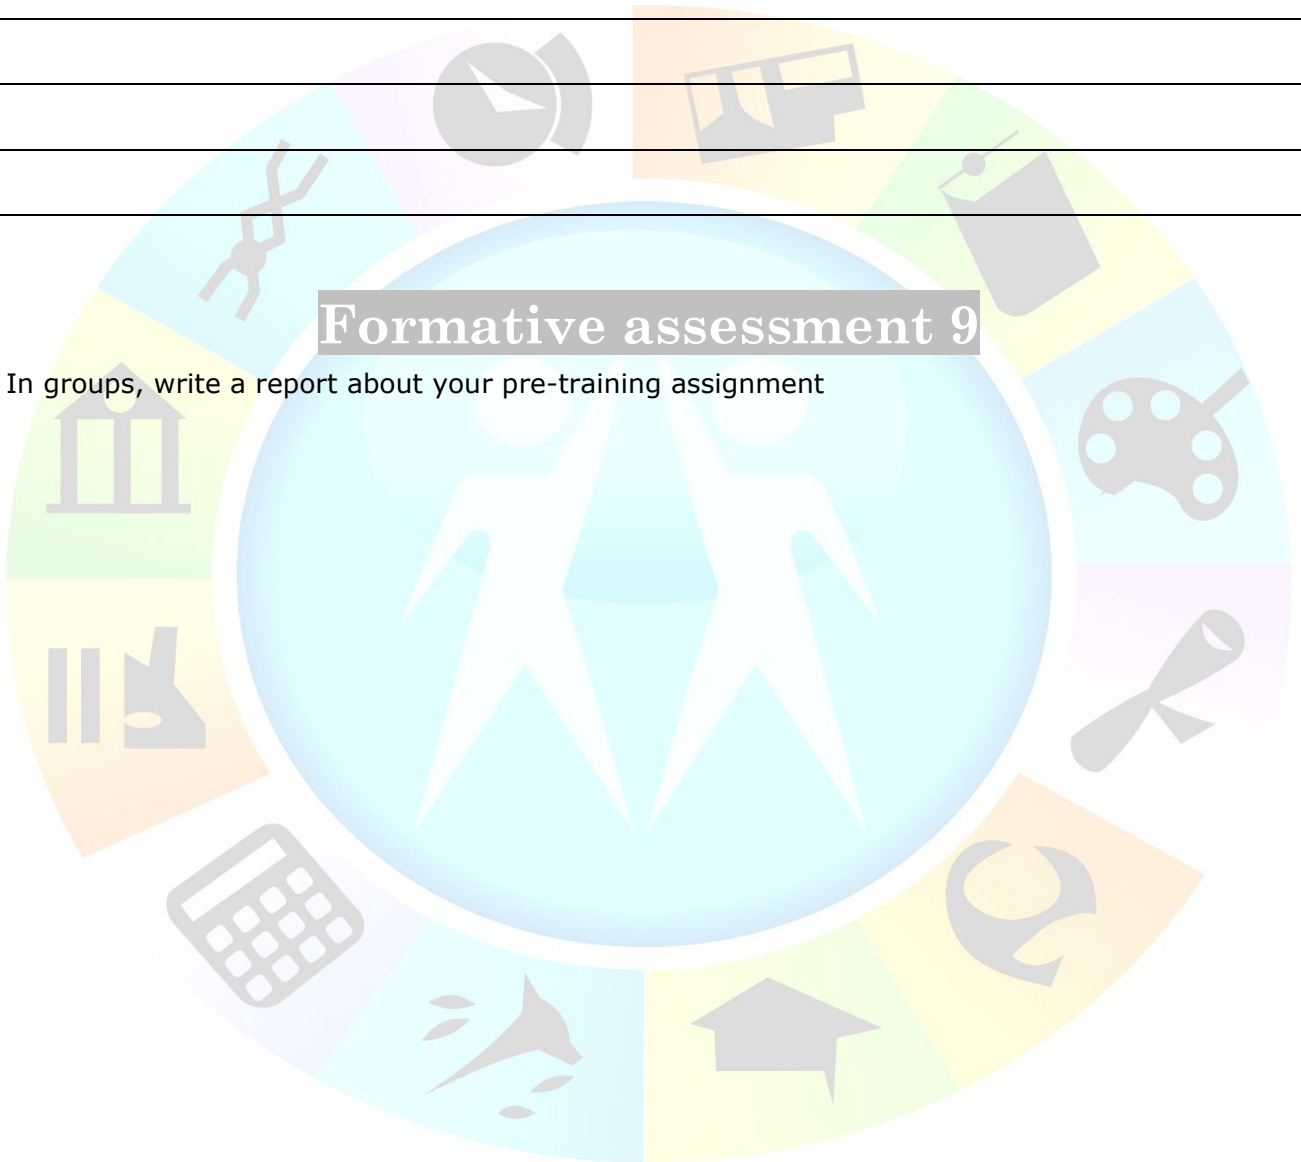 Formative assessment 9
In groups, write a report about your pre-training assignment